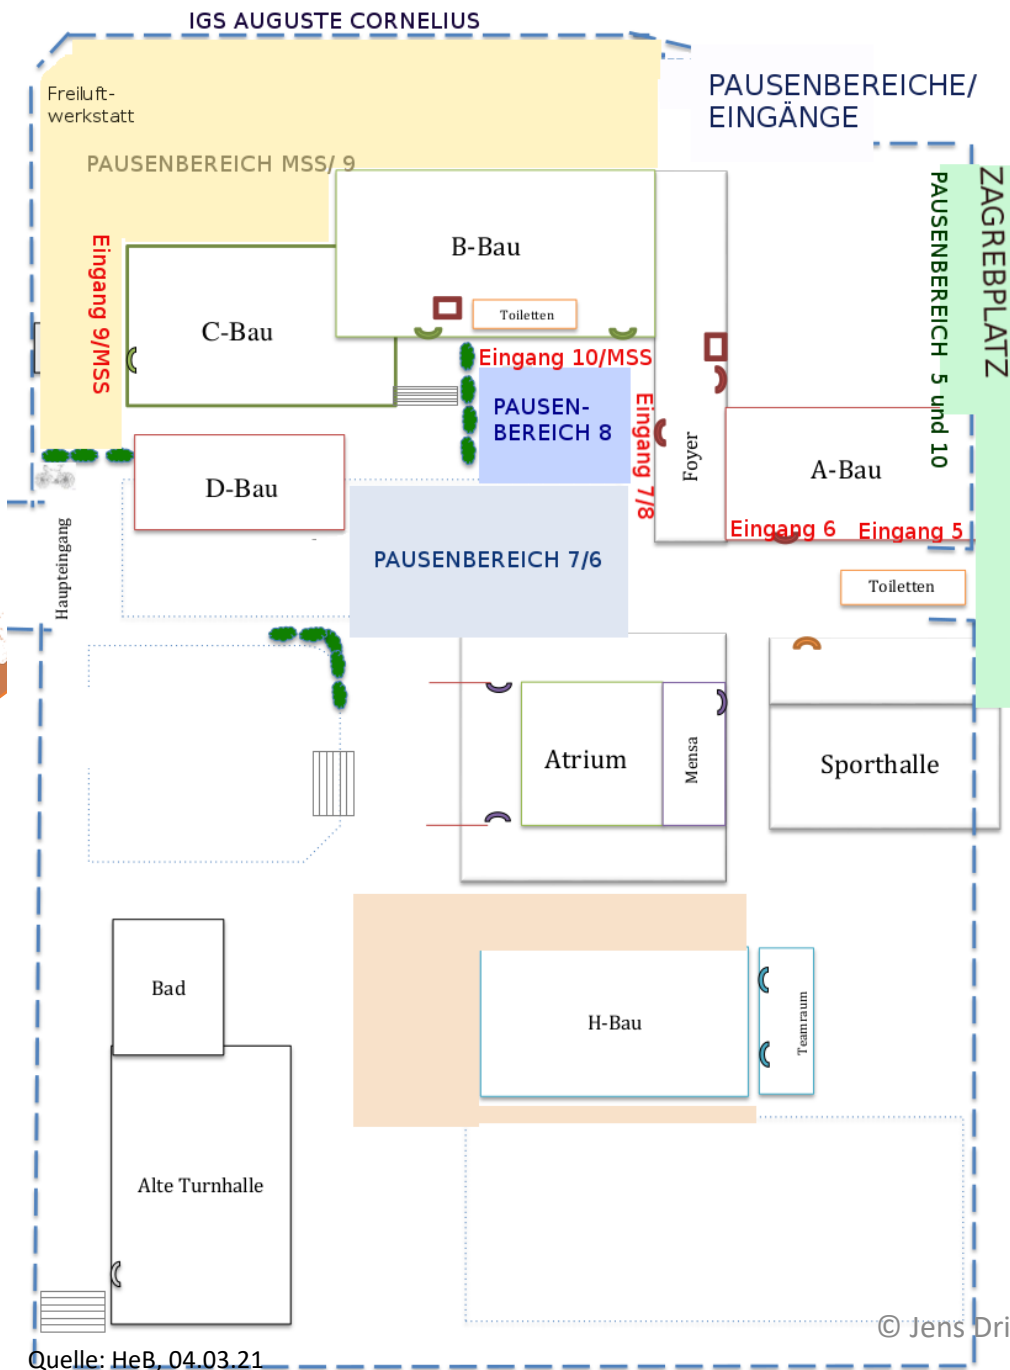 IGS AUGUSTE CORNELIUS
PAUSENBEREICHE/
EINGÄNGE
Freiluft-
werkstatt
PAUSENBEREICH MSS/ 9
ZAGREBPLATZ
PAUSENBEREICH 5 und 10
Eingang 9/MSS
B-Bau
C-Bau
Toiletten
Eingang 10/MSS
PAUSEN-
BEREICH 8
Eingang 7/8
Foyer
A-Bau
Eingang 6
Eingang 5
D-Bau
Haupteingang
PAUSENBEREICH 7/6
Toiletten
Atrium
Mensa
Sporthalle
Bad
H-Bau
Teamraum
Alte Turnhalle
© Jens Dri
Quelle: HeB, 04.03.21